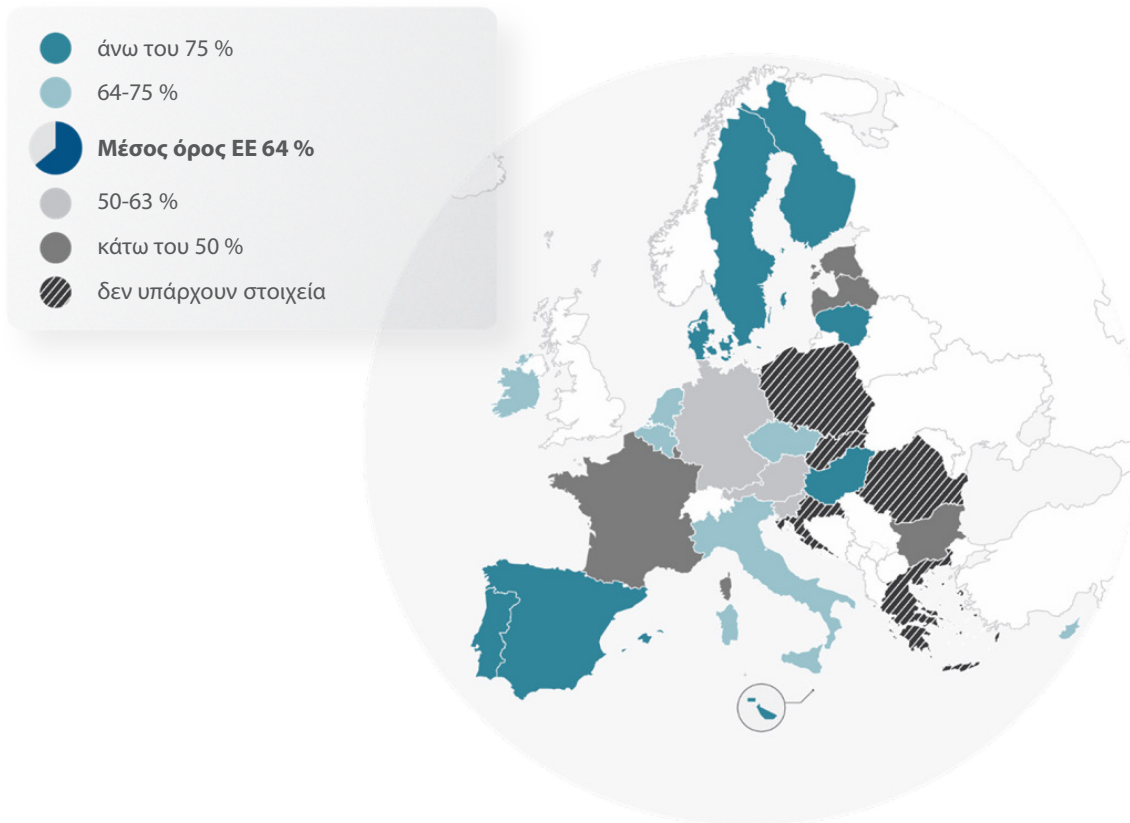 άνω του 75 %
64-75 %
Μέσος όρος ΕΕ 64 %
50-63 %
κάτω του 50 %
δεν υπάρχουν στοιχεία